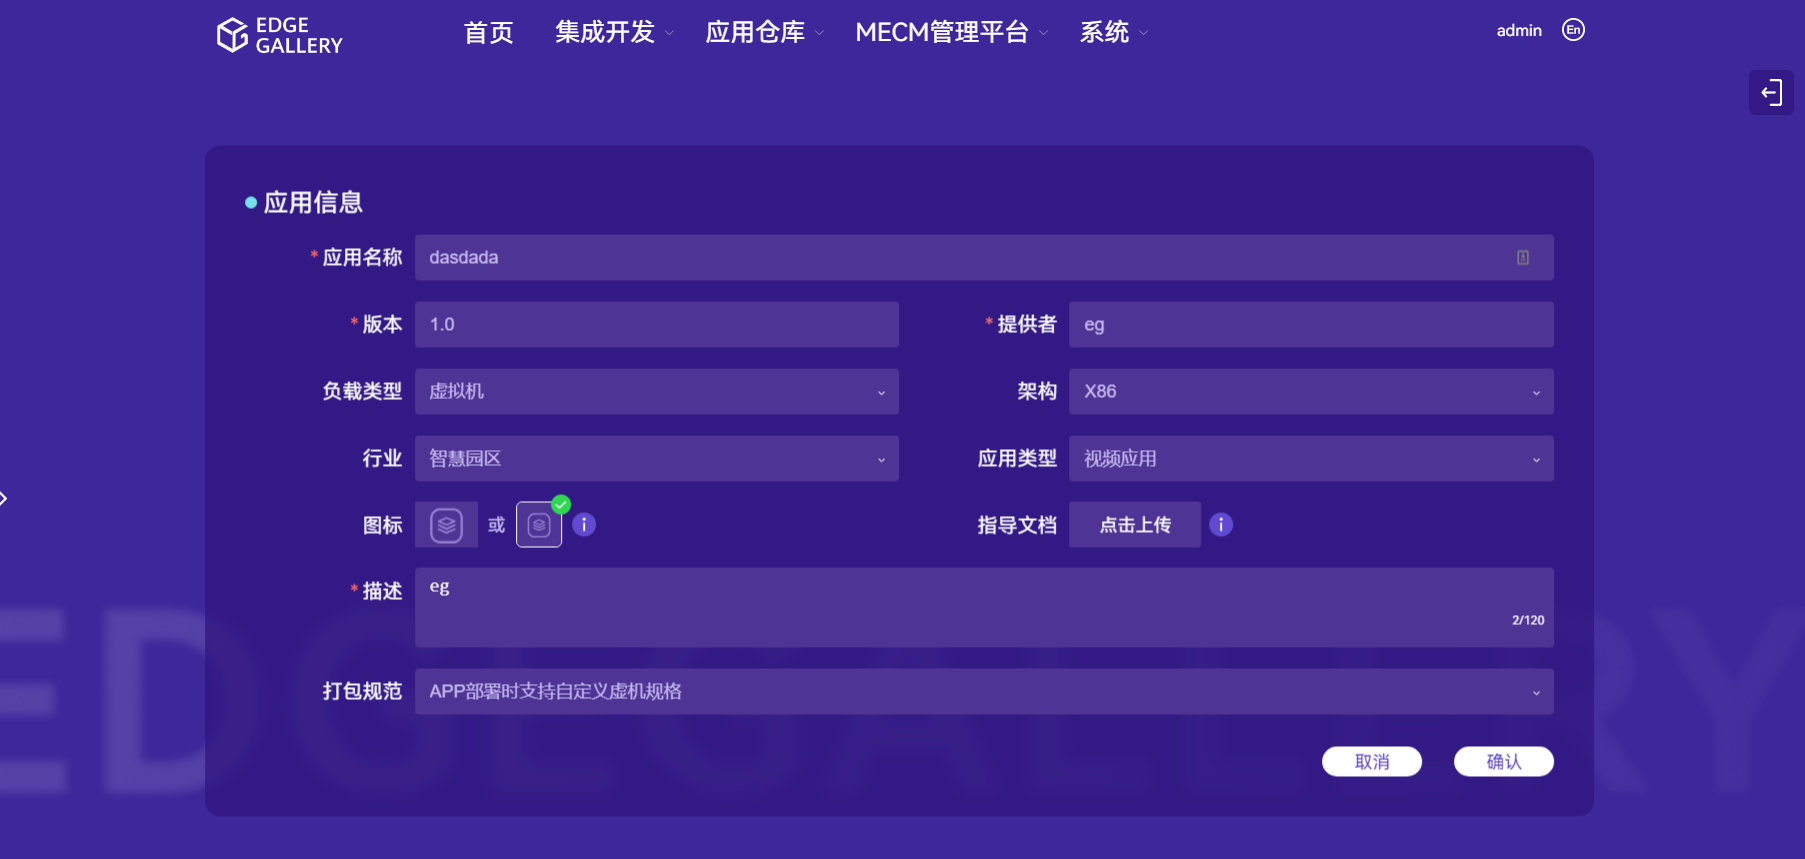 EDGE GALLERY
首页 集成开发 应用仓库 MECM管理平台 系统 admin En
应用信息
* 应用名称 dasdada
* 版本 1.0 * 提供者 eg
负载类型 虚拟机 架构 X86
行业 智慧园区 应用类型 视频应用
图标 或 i 指导文档 点击上传 i
* 描述 eg
2/120
打包规范 APP部署时支持自定义虚机规格
取消 确认
EDGEGALLERY